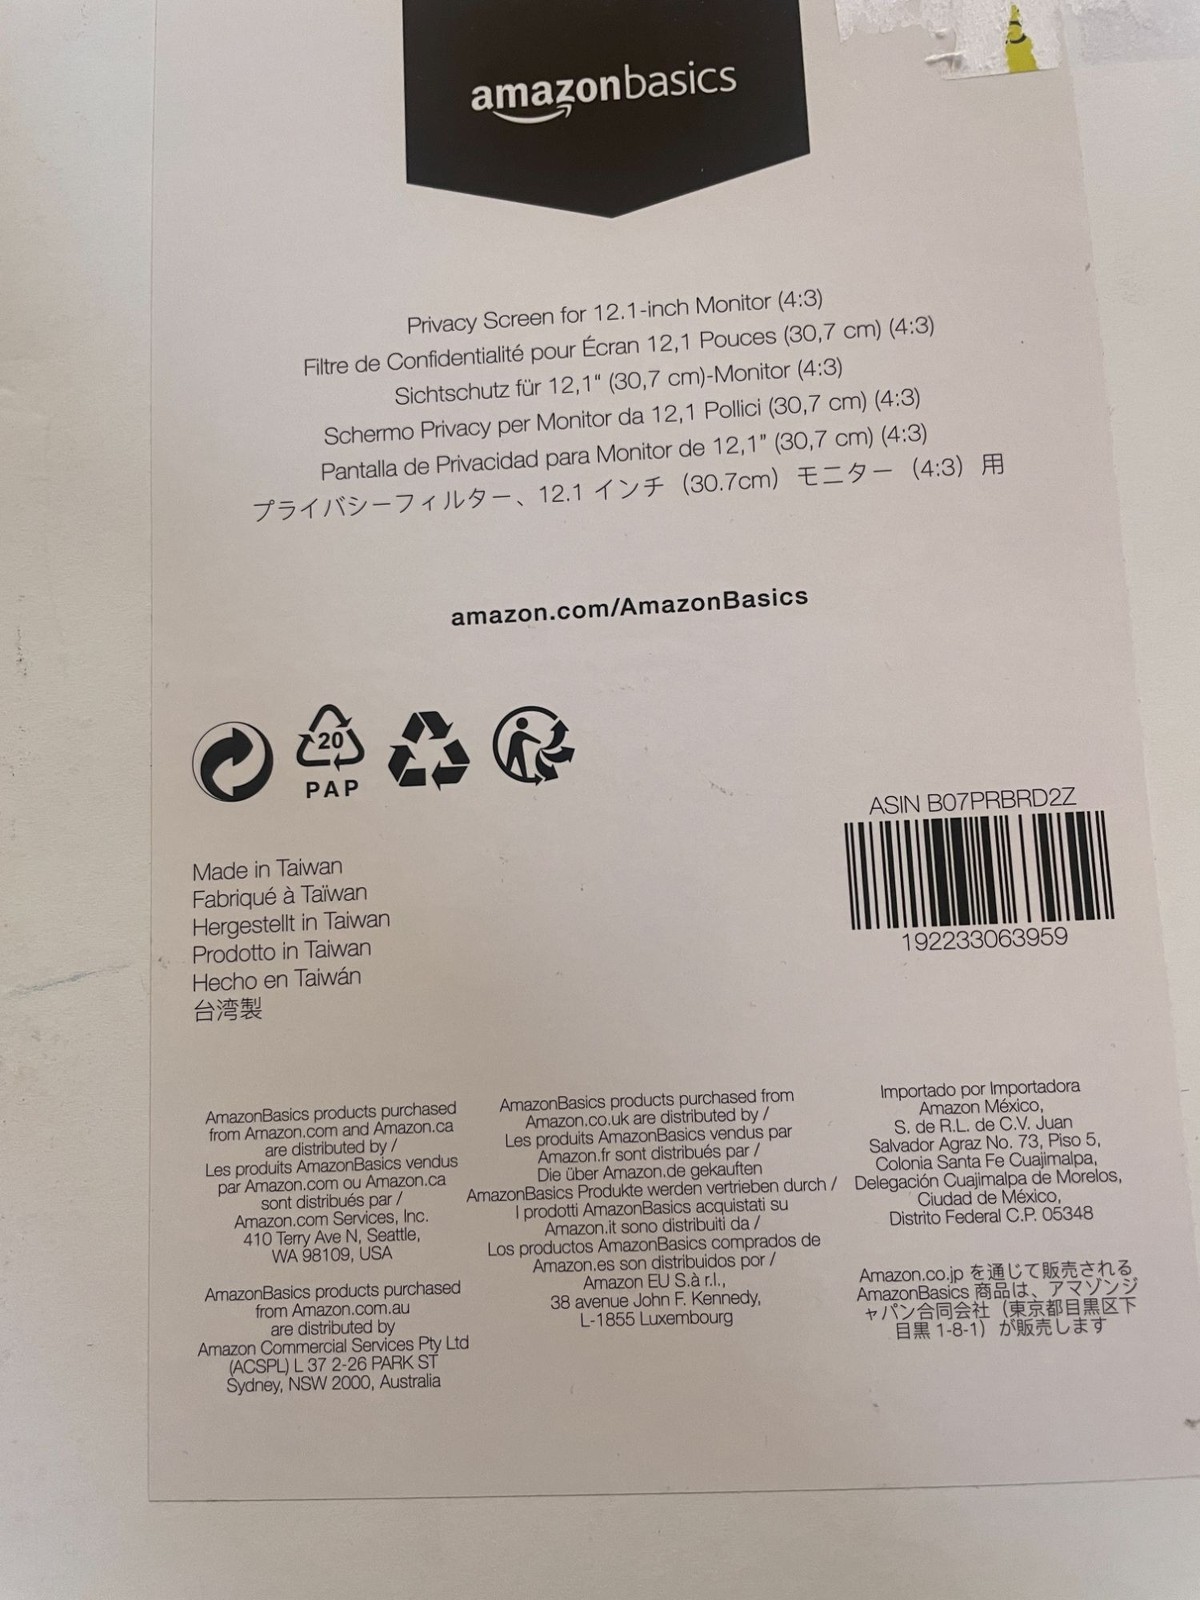 amazonbasics
Privacy Screen for 12.1-inch Monitor (4:3)
Filtre de Confidentialité pour Écran 12,1 Pouces (30,7 cm) (4:3)
Sichtschutz für 12,1" (30,7 cm)-Monitor (4:3)
Schermo Privacy per Monitor da 12,1 Pollici (30,7 cm) (4:3)
Pantalla de Privacidad para Monitor de 12,1" (30,7 cm) (4:3)
プライバシーフィルター、12.1 インチ（30.7cm）モニター（4:3）用
amazon.com/AmazonBasics
20
PAP
ASIN B07PRBRD2Z
192233063959
Made in Taiwan
Fabriqué à Taïwan
Hergestellt in Taiwan
Prodotto in Taiwan
Hecho en Taiwán
台湾製
AmazonBasics products purchased
from Amazon.com and Amazon.ca
are distributed by /
Les produits AmazonBasics vendus
par Amazon.com ou Amazon.ca
sont distribués par /
Amazon.com Services, Inc.
410 Terry Ave N, Seattle,
WA 98109, USA
AmazonBasics products purchased
from Amazon.com.au
are distributed by
Amazon Commercial Services Pty Ltd
(ACSPL) L 37 2-26 PARK ST
Sydney, NSW 2000, Australia
AmazonBasics products purchased from
Amazon.co.uk are distributed by /
Les produits AmazonBasics vendus par
Amazon.fr sont distribués par /
Die über Amazon.de gekauften
AmazonBasics Produkte werden vertrieben durch /
I prodotti AmazonBasics acquistati su
Amazon.it sono distribuiti da /
Los productos AmazonBasics comprados de
Amazon.es son distribuidos por /
Amazon EU S.à r.l.,
38 avenue John F. Kennedy,
L-1855 Luxembourg
Importado por Importadora
Amazon México,
S. de R.L. de C.V. Juan
Salvador Agraz No. 73, Piso 5,
Colonia Santa Fe Cuajimalpa,
Delegación Cuajimalpa de Morelos,
Ciudad de México,
Distrito Federal C.P. 05348
Amazon.co.jp を通じて販売される
AmazonBasics 商品は、アマゾンジ
ャパン合同会社（東京都目黒区下
目黒 1-8-1）が販売します